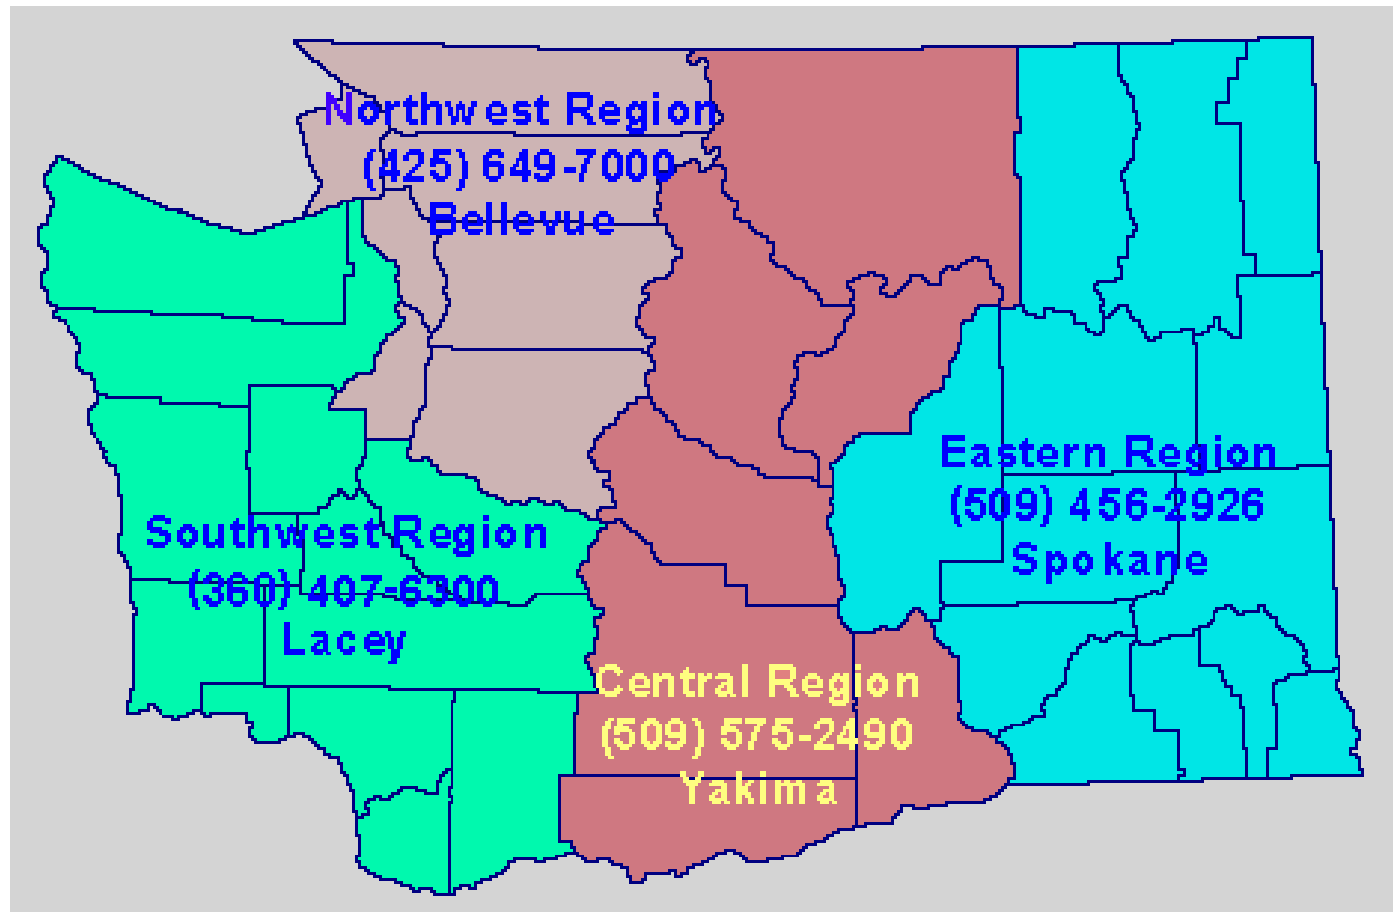 Northwest Region
(425) 649-7000
Bellevue
Eastern Region
(509) 456-2926
Spokane
Southwest Region
(360) 407-6300
Lacey
Central Region
(509) 575-2490
Yakima